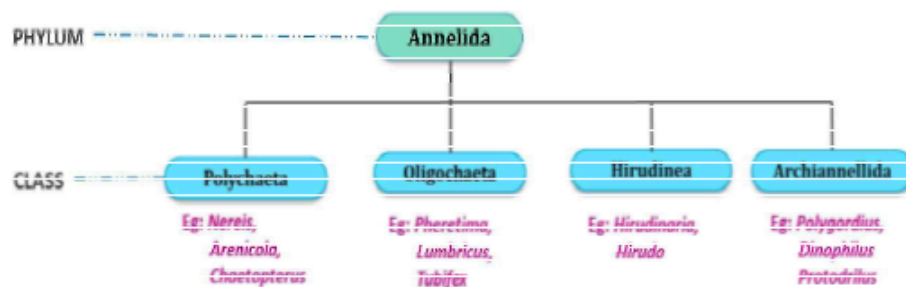 PHYLUM
Annelida
CLASS
Polychaeta
Oligochaeta
Hirudinea
Archiannellida
Eg: Nereis,
Arenicola,
Chaetopterus
Eg: Pheretima,
Lumbricus,
Tubifex
Eg: Hirudinaria,
Hirudo
Eg: Polygordius,
Dinophilus
Protodrilus